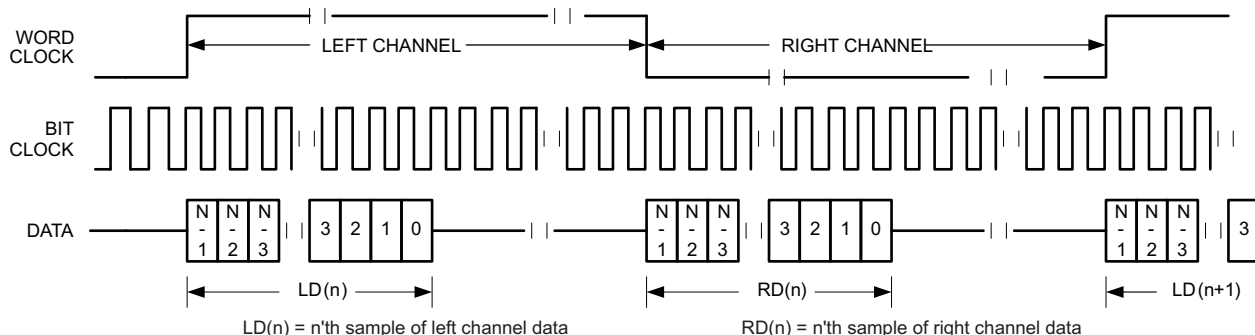 WORD
CLOCK
LEFT CHANNEL
RIGHT CHANNEL
BIT
CLOCK
DATA
N-1 N-2 N-3 3 2 1 0 N-1 N-2 N-3 3 2 1 0 N-1 N-2 N-3 3
LD(n) RD(n) LD(n+1)
LD(n) = n'th sample of left channel data
RD(n) = n'th sample of right channel data